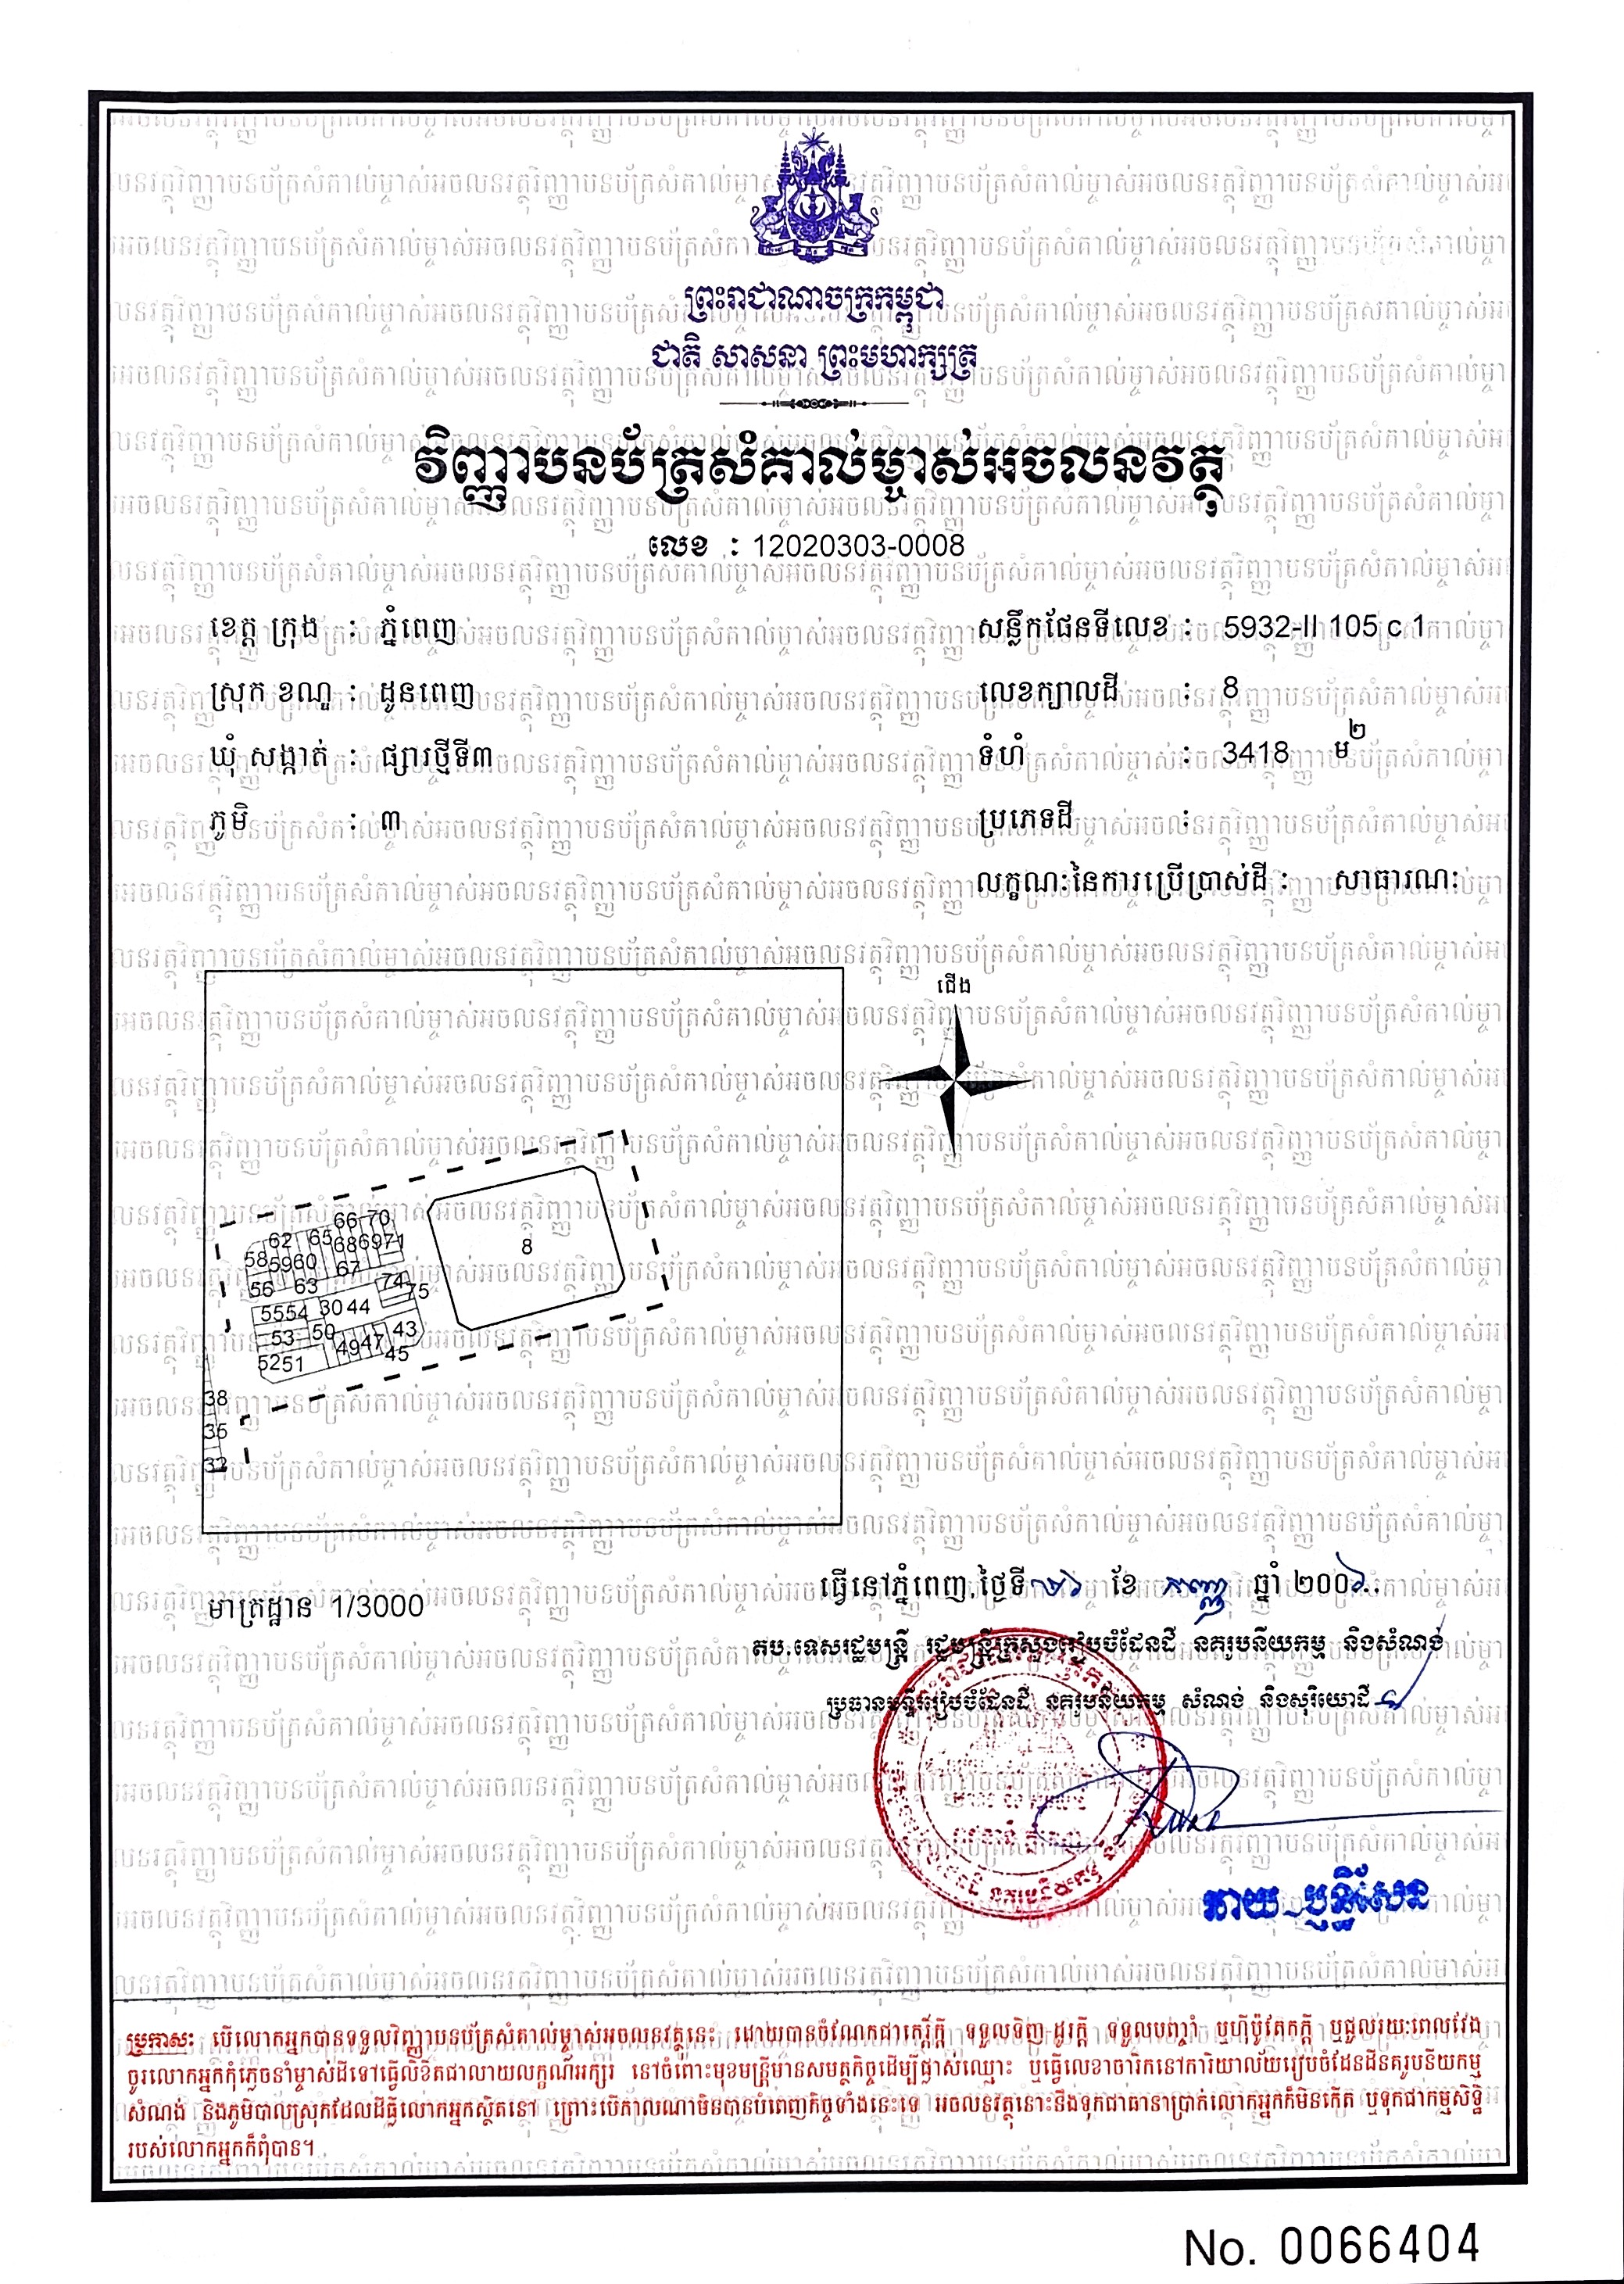 ព្រះរាជាណាចក្រកម្ពុជា
ជាតិ សាសនា ព្រះមហាក្សត្រ
វិញ្ញាបនប័ត្រសំគាល់ម្ចាស់អចលនវត្ថុ
លេខ : 12020303-0008
ខេត្ត ក្រុង : ភ្នំពេញ
សន្លឹកផែនទីលេខ : 5932-II 105 c 1
ស្រុក ខណ្ឌ : ដូនពេញ
លេខក្បាលដី : 8
ឃុំ សង្កាត់ : ផ្សារថ្មីទី៣
ទំហំ : 3418 ម២
ភូមិ : ៣
ប្រភេទដី :
លក្ខណៈនៃការប្រើប្រាស់ដី : សាធារណៈ
ជើង
66 70
62 65 68 69 71
58 59 60 67
56 63 74 75
55 54 30 44
53 50 49 47 43
52 51 45
8
38
35
32
មាត្រដ្ឋាន 1/3000
ធ្វើនៅភ្នំពេញ.ថ្ងៃទី ២៦ ខែ កញ្ញា ឆ្នាំ ២០០៦
តប.ទេសរដ្ឋមន្ត្រី រដ្ឋមន្ត្រីក្រសួងរៀបចំដែនដី នគរូបនីយកម្ម និងសំណង់
ប្រធានមន្ទីររៀបចំដែនដី នគរូបនីយកម្ម សំណង់ និងសុរិយោដី
ប្រកាស: បើលោកអ្នកបានទទួលវិញ្ញាបនប័ត្រសំគាល់ម្ចាស់អចលនវត្ថុនេះ ដោយបានចំណែកជាកេរ្តិ៍ក្តី ទទួលទិញ-ដូរក្តី ទទួលបញ្ចាំ ឬហ៊ីប៉ូតែកក្តី ឬជួលរយៈពេលវែង
ចូរលោកអ្នកកុំភ្លេចនាំម្ចាស់ដីទៅធ្វើលិខិតជាលាយលក្ខណ៍អក្សរ នៅចំពោះមុខមន្ត្រីមានសមត្ថកិច្ចដើម្បីផ្លាស់ឈ្មោះ ឬធ្វើលេខាចារិកនៅការិយាល័យរៀបចំដែនដីនគរូបនីយកម្ម
សំណង់ និងភូមិបាលស្រុកដែលដីធ្លីលោកអ្នកស្ថិតនៅ ព្រោះបើកាលណាមិនបានបំពេញកិច្ចទាំងនេះទេ អចលនវត្ថុនោះនឹងទុកជាធានាប្រាក់លោកអ្នកក៏មិនកើត ឬទុកជាកម្មសិទ្ធិ
របស់លោកអ្នកក៏ពុំបាន។
No. 0066404